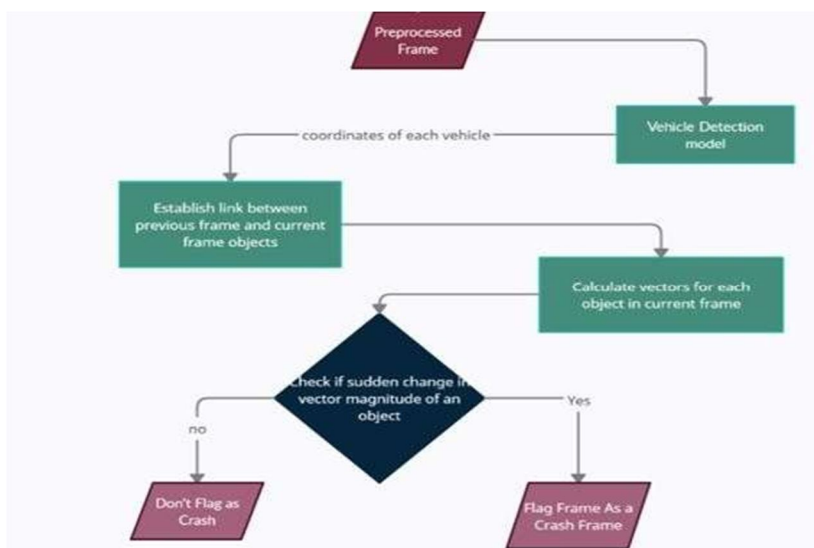 Preprocessed
Frame
Vehicle Detection
model
coordinates of each vehicle
Establish link between
previous frame and current
frame objects
Calculate vectors for each
object in current frame
Check if sudden change in
vector magnitude of an
object
Yes
no
Don't Flag as
Crash
Flag Frame As a
Crash Frame